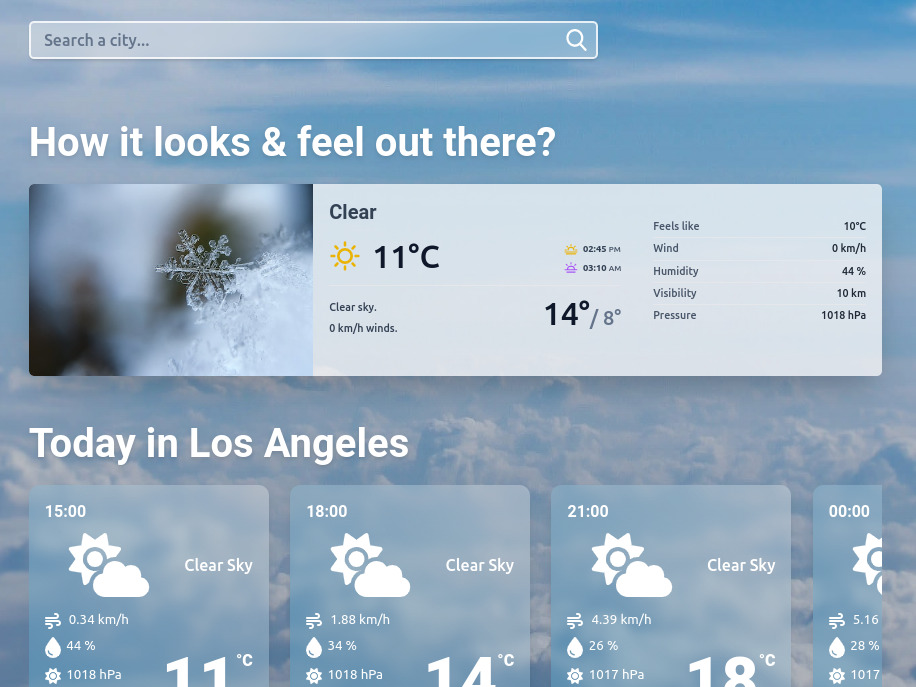 Search a city...
How it looks & feel out there?
Clear
11°C
02:45 PM
03:10 AM
Clear sky.
0 km/h winds.
14°/ 8°
Feels like 10°C
Wind 0 km/h
Humidity 44 %
Visibility 10 km
Pressure 1018 hPa
Today in Los Angeles
15:00
Clear Sky
0.34 km/h
44 %
1018 hPa
11°C
18:00
Clear Sky
1.88 km/h
34 %
1018 hPa
14°C
21:00
Clear Sky
4.39 km/h
26 %
1017 hPa
18°C
00:00
5.16
28 %
1017